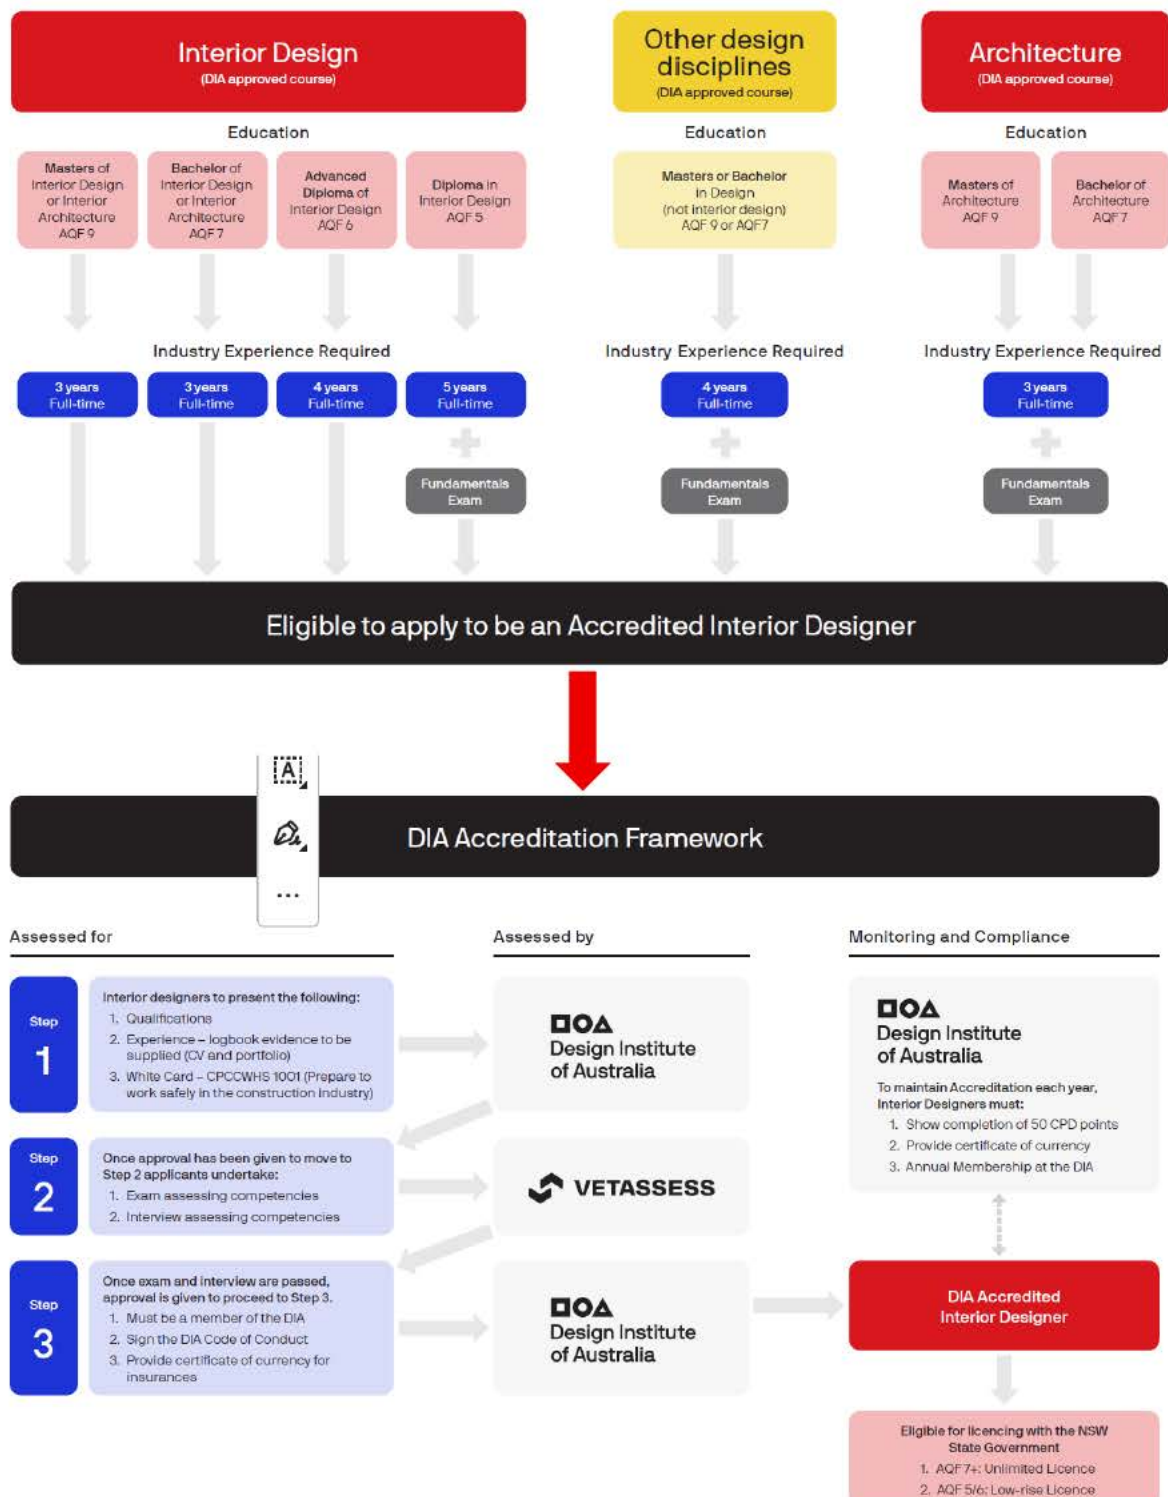 Interior Design
(DIA approved course)
Other design
disciplines
(DIA approved course)
Architecture
(DIA approved course)
Education
Education
Education
Masters of
Interior Design
or Interior
Architecture
AQF 9
Bachelor of
Interior Design
or Interior
Architecture
AQF 7
Advanced
Diploma of
Interior Design
AQF 6
Diploma in
Interior Design
AQF 5
Masters or Bachelor
in Design
(not interior design)
AQF 9 or AQF7
Masters of
Architecture
AQF 9
Bachelor of
Architecture
AQF 7
Industry Experience Required
Industry Experience Required
Industry Experience Required
3 years
Full-time
3 years
Full-time
4 years
Full-time
5 years
Full-time
4 years
Full-time
3 years
Full-time
Fundamentals
Exam
Fundamentals
Exam
Fundamentals
Exam
Eligible to apply to be an Accredited Interior Designer
A
DIA Accreditation Framework
...
Assessed for
Assessed by
Monitoring and Compliance
Step
1
Interior designers to present the following:
1. Qualifications
2. Experience – logbook evidence to be
supplied (CV and portfolio)
3. White Card – CPCCWHS 1001 (Prepare to
work safely in the construction industry)
Design Institute
of Australia
Design Institute
of Australia
To maintain Accreditation each year,
Interior Designers must:
1. Show completion of 50 CPD points
2. Provide certificate of currency
3. Annual Membership at the DIA
Step
2
Once approval has been given to move to
Step 2 applicants undertake:
1. Exam assessing competencies
2. Interview assessing competencies
VETASSESS
Step
3
Once exam and interview are passed,
approval is given to proceed to Step 3.
1. Must be a member of the DIA
2. Sign the DIA Code of Conduct
3. Provide certificate of currency for
insurances
Design Institute
of Australia
DIA Accredited
Interior Designer
Eligible for licencing with the NSW
State Government
1. AQF 7+: Unlimited Licence
2. AQF 5/6: Low-rise Licence